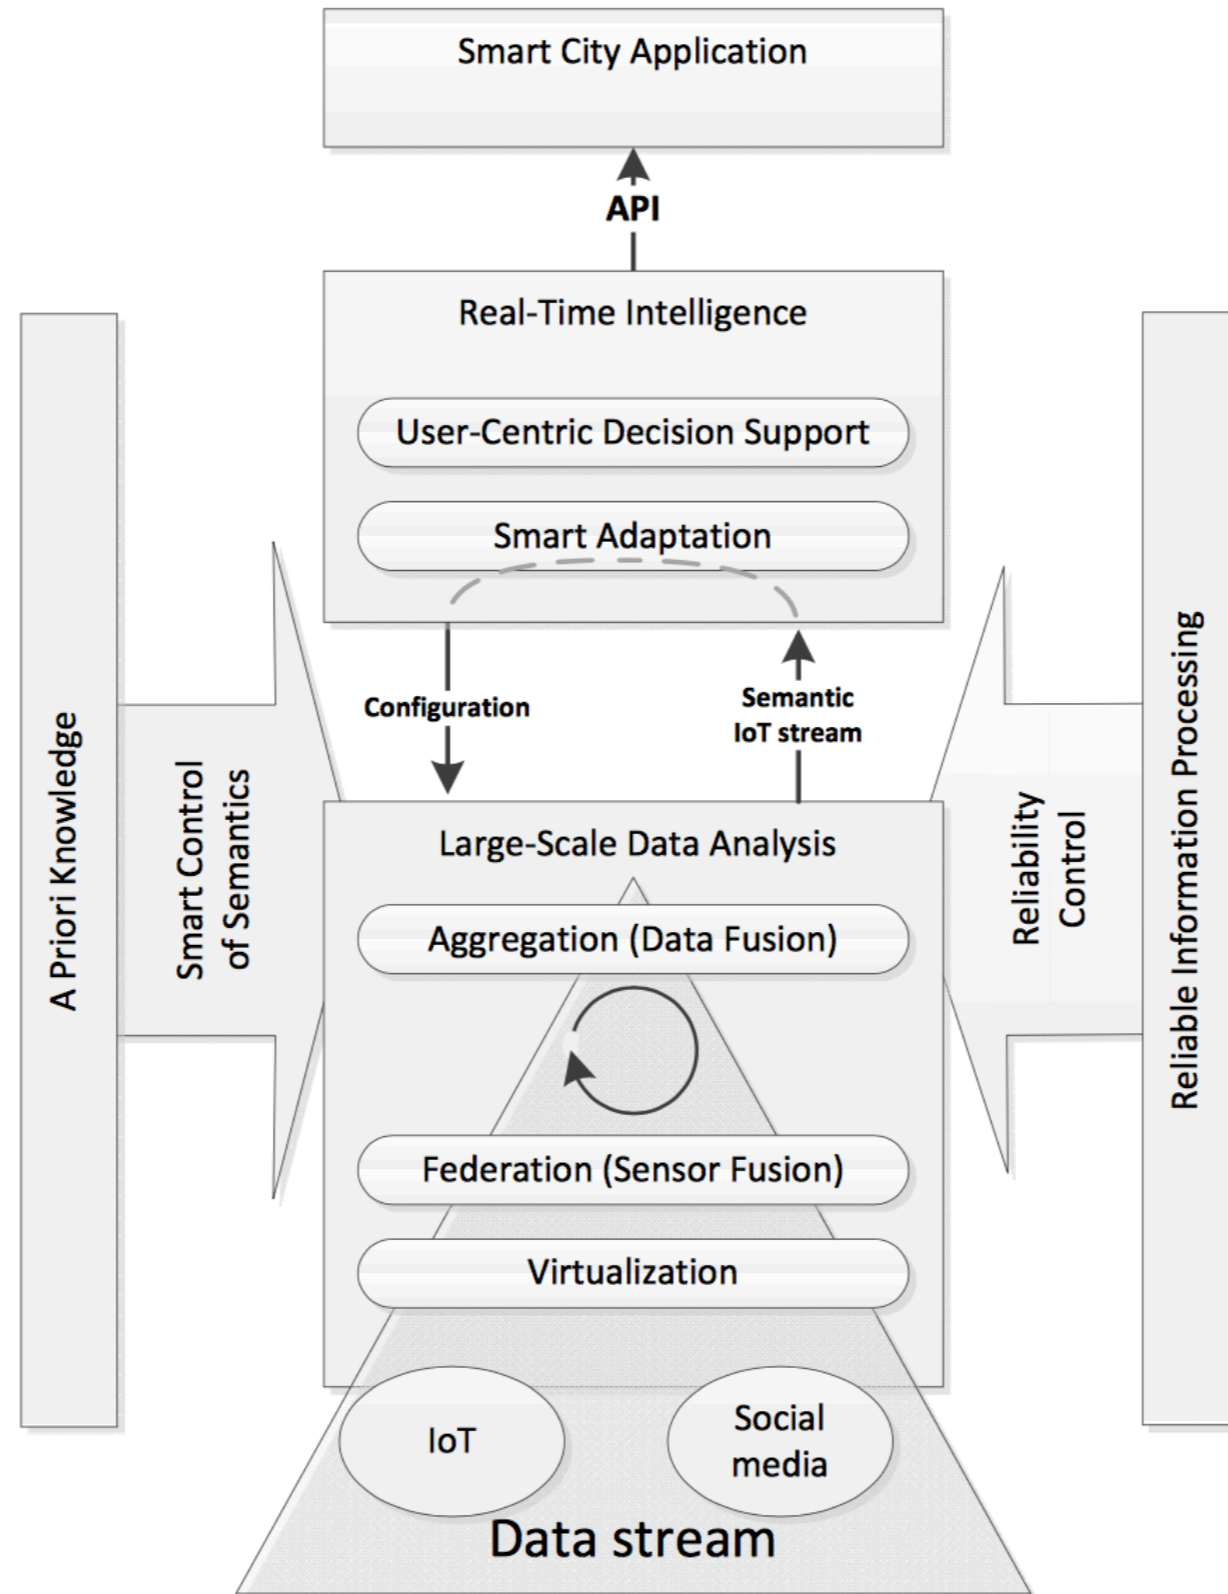 Smart City Application
API
Real-Time Intelligence
User-Centric Decision Support
Smart Adaptation
Configuration
Semantic
IoT stream
A Priori Knowledge
Smart Control
of Semantics
Large-Scale Data Analysis
Aggregation (Data Fusion)
Federation (Sensor Fusion)
Virtualization
Reliability
Control
Reliable Information Processing
IoT
Social
media
Data stream